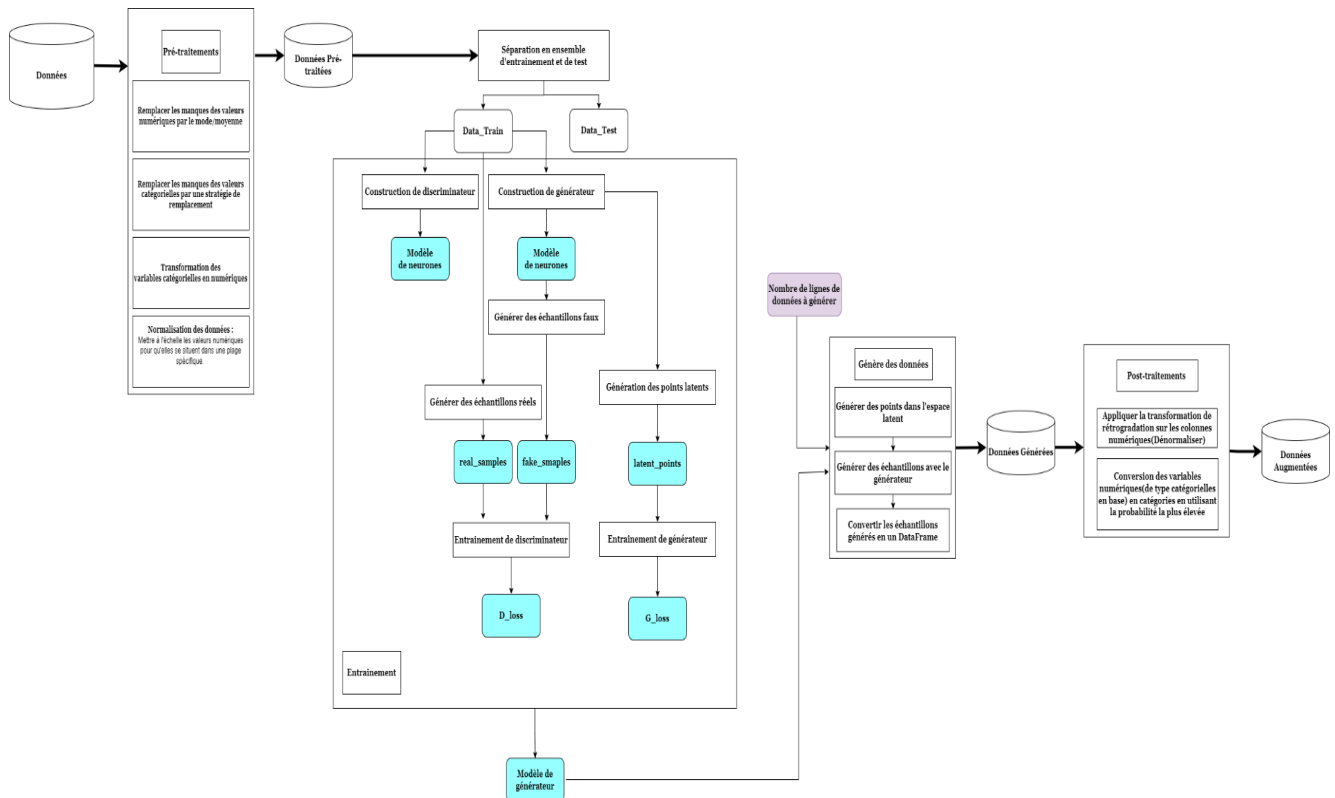 Données
Pré-traitements
Remplacer les manques des valeurs
numériques par le mode/moyenne
Remplacer les manques des valeurs
catégorielles par une stratégie de
remplacement
Transformation des
variables catégorielles en numériques
Normalisation des données :
Mettre à l'échelle les valeurs numériques
pour qu'elles se situent dans une plage
spécifique.
Données Pré-
traitées
Séparation en ensemble
d'entrainement et de test
Data_Train
Data_Test
Construction de discriminateur
Construction de générateur
Modèle
de neurones
Modèle
de neurones
Générer des échantillons faux
Générer des échantillons réels
Génération des points latents
real_samples
fake_smaples
latent_points
Entrainement de discriminateur
Entrainement de générateur
D_loss
G_loss
Entrainement
Modèle de
générateur
Nombre de lignes de
données à générer
Génère des données
Générer des points dans l'espace
latent
Générer des échantillons avec le
générateur
Convertir les échantillons
générés en un DataFrame
Données Générées
Post-traitements
Appliquer la transformation de
rétrogradation sur les colonnes
numériques(Dénormaliser)
Conversion des variables
numériques(de type catégorielles
en base) en catégories en utilisant
la probabilité la plus élevée
Données
Augmentées